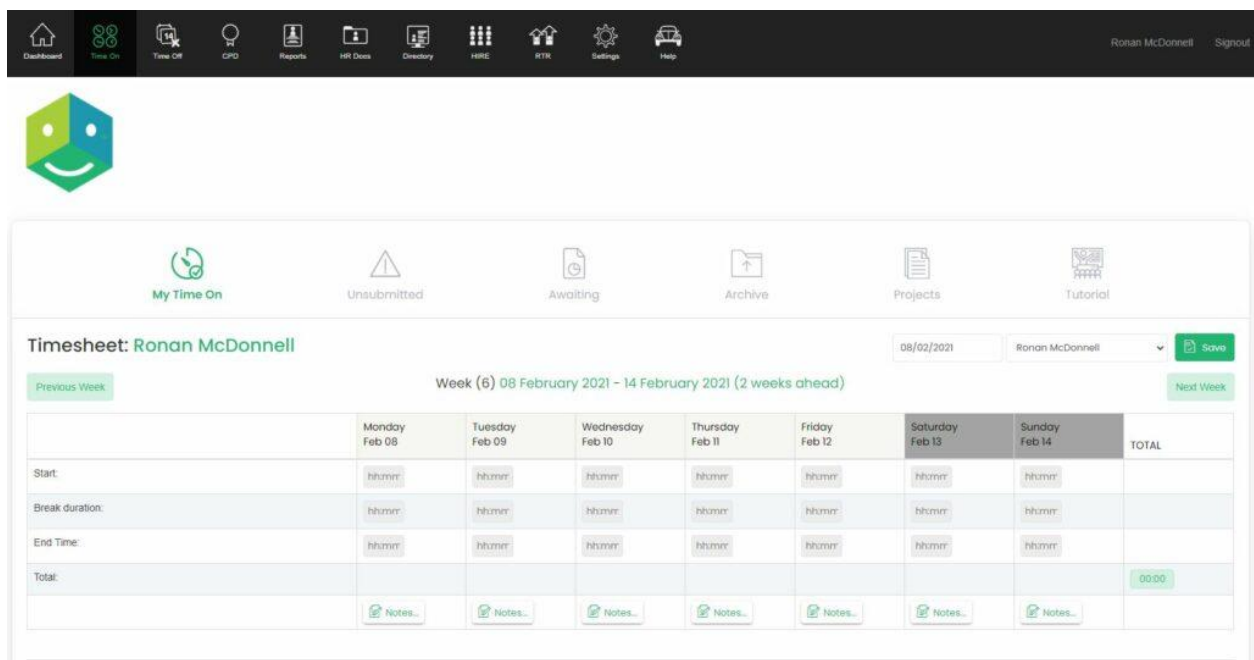 Dashboard Time On Time Off CPD Reports HR Docs Directory HIRE RTR Settings Help Ronan McDonnell Signout
14
My Time On Unsubmitted Awaiting Archive Projects Tutorial
Timesheet: Ronan McDonnell 08/02/2021 Ronan McDonnell Save
Previous Week Week (6) 08 February 2021 - 14 February 2021 (2 weeks ahead) Next Week
Monday Tuesday Wednesday Thursday Friday Saturday Sunday
Feb 08 Feb 09 Feb 10 Feb 11 Feb 12 Feb 13 Feb 14 TOTAL
Start: hh:mm hh:mm hh:mm hh:mm hh:mm hh:mm hh:mm
Break duration: hh:mm hh:mm hh:mm hh:mm hh:mm hh:mm hh:mm
End Time: hh:mm hh:mm hh:mm hh:mm hh:mm hh:mm hh:mm
Total: 00:00
Notes... Notes... Notes... Notes... Notes... Notes... Notes...